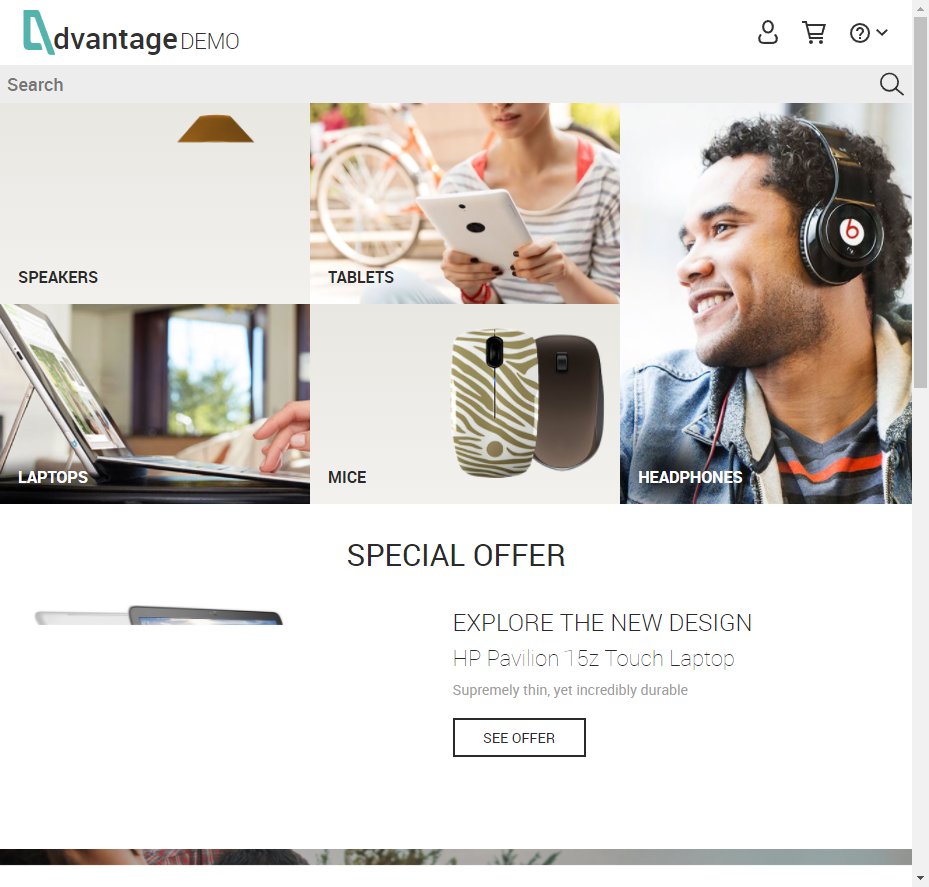 dvantage DEMO
Search
SPEAKERS
TABLETS
LAPTOPS
MICE
HEADPHONES
SPECIAL OFFER
EXPLORE THE NEW DESIGN
HP Pavilion 15z Touch Laptop
Supremely thin, yet incredibly durable
SEE OFFER